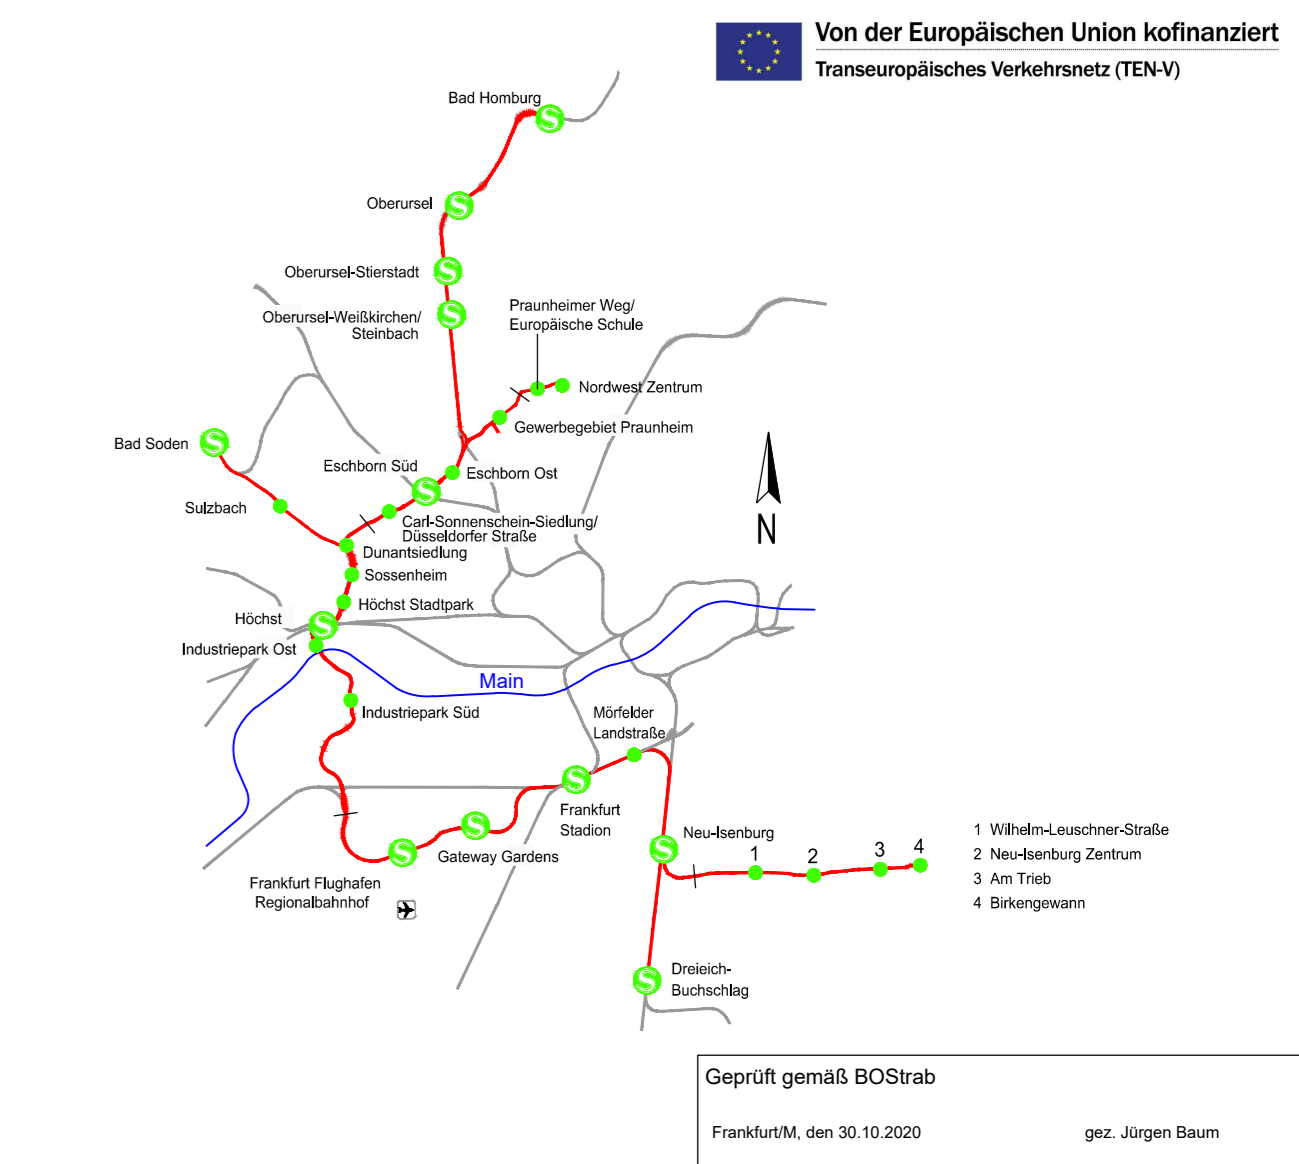 Von der Europäischen Union kofinanziert
Transeuropäisches Verkehrsnetz (TEN-V)
Bad Homburg
S
Oberursel
S
Oberursel-Stierstadt
S
Oberursel-Weißkirchen/
Steinbach
S
Praunheimer Weg/
Europäische Schule
Nordwest Zentrum
Gewerbegebiet Praunheim
Bad Soden
S
Eschborn Süd
S
Eschborn Ost
Sulzbach
Carl-Sonnenschein-Siedlung/
Düsseldorfer Straße
Dunantsiedlung
Sossenheim
Höchst Stadtpark
Höchst
S
Industriepark Ost
N
Main
Industriepark Süd
Mörfelder
Landstraße
S
Frankfurt
Stadion
S
Gateway Gardens
S
Frankfurt Flughafen
Regionalbahnhof
S
Neu-Isenburg
1
2
3
4
1 Wilhelm-Leuschner-Straße
2 Neu-Isenburg Zentrum
3 Am Trieb
4 Birkengewann
S
Dreieich-
Buchschlag
Geprüft gemäß BOStrab
Frankfurt/M, den 30.10.2020 gez. Jürgen Baum